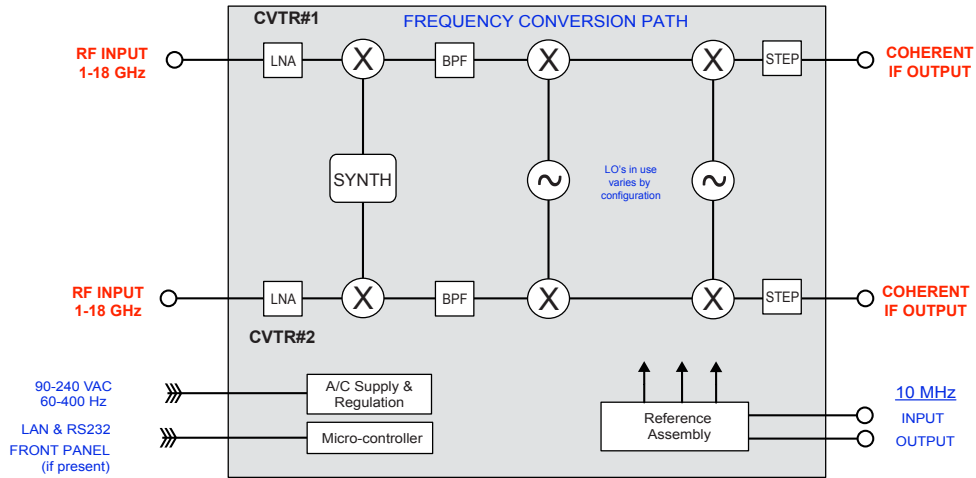 CVTR#1
FREQUENCY CONVERSION PATH
RF INPUT
1-18 GHz
LNA
X
BPF
X
X
STEP
COHERENT
IF OUTPUT
SYNTH
~
LO's in use
varies by
configuration
~
RF INPUT
1-18 GHz
LNA
X
BPF
X
X
STEP
COHERENT
IF OUTPUT
CVTR#2
90-240 VAC
60-400 Hz
A/C Supply &
Regulation
LAN & RS232
FRONT PANEL
(if present)
Micro-controller
Reference
Assembly
10 MHz
INPUT
OUTPUT